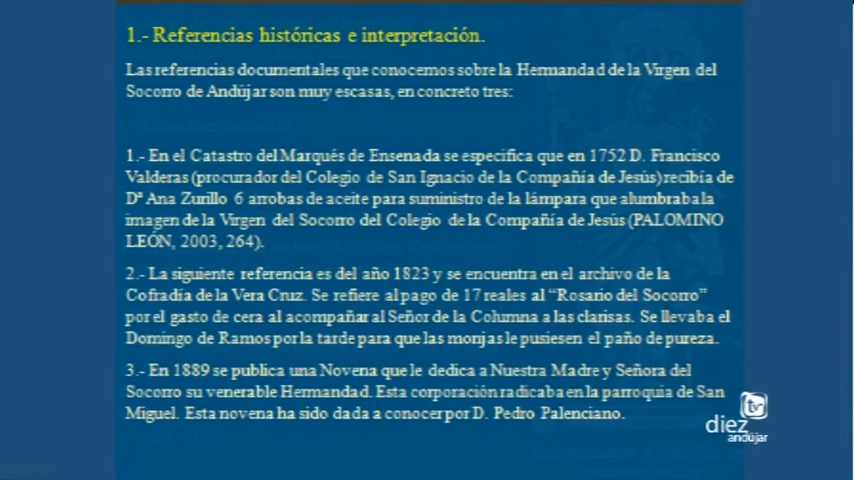 1.- Referencias históricas e interpretación.
Las referencias documentales que conocemos sobre la Hermandad de la Virgen del
Socorro de Andújar son muy escasas, en concreto tres:
1.- En el Catastro del Marqués de Ensenada se especifica que en 1752 D. Francisco
Valderas (procurador del Colegio de San Ignacio de la Compañía de Jesús) recibía de
Dª Ana Zurillo 6 arrobas de aceite para suministro de la lámpara que alumbraba la
imagen de la Virgen del Socorro del Colegio de la Compañía de Jesús (PALOMINO
LEÓN, 2003, 264).
2.- La siguiente referencia es del año 1823 y se encuentra en el archivo de la
Cofradía de la Vera Cruz. Se refiere al pago de 17 reales al “Rosario del Socorro”
por el gasto de cera al acompañar al Señor de la Columna a las clarisas. Se llevaba el
Domingo de Ramos por la tarde para que las monjas le pusiesen el paño de pureza.
3.- En 1889 se publica una Novena que le dedica a Nuestra Madre y Señora del
Socorro su venerable Hermandad. Esta corporación radicaba en la parroquia de San
Miguel. Esta novena ha sido dada a conocer por D. Pedro Palenciano.
tv
diez
andújar